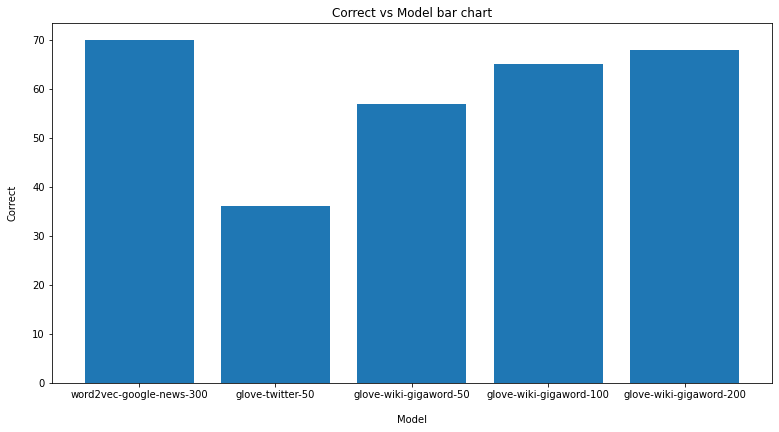 Correct vs Model bar chart
70
60
50
40
30
20
10
0
Correct
word2vec-google-news-300 glove-twitter-50 glove-wiki-gigaword-50 glove-wiki-gigaword-100 glove-wiki-gigaword-200
Model